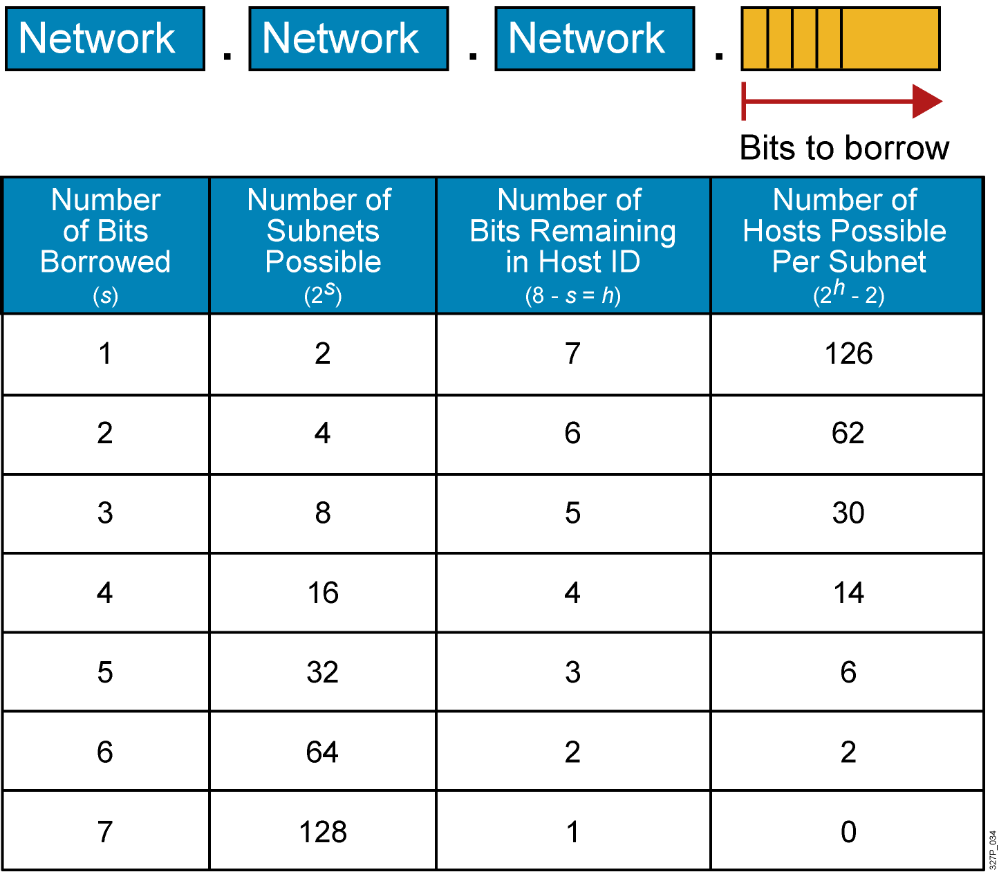 Network . Network . Network .
Bits to borrow
Number of Bits Borrowed (s) Number of Subnets Possible (2^s) Number of Bits Remaining in Host ID (8 - s = h) Number of Hosts Possible Per Subnet (2^h - 2)
1 2 7 126
2 4 6 62
3 8 5 30
4 16 4 14
5 32 3 6
6 64 2 2
7 128 1 0
327P_034